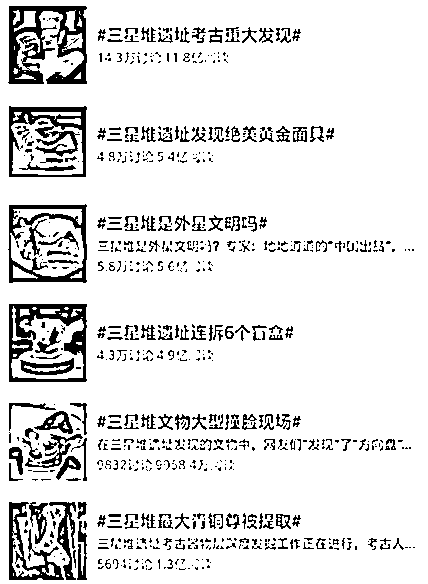 #三星堆遗址考古重大发现#
14.3万讨论 11.8亿阅读
#三星堆遗址发现绝美黄金面具#
4.8万讨论 5.4亿阅读
#三星堆是外星文明吗#
三星堆是外星文明吗？专家：地地道道的“中国出品”，...
5.8万讨论 5.6亿阅读
#三星堆遗址连拆6个盲盒#
4.3万讨论 4.9亿阅读
#三星堆文物大型撞脸现场#
在三星堆遗址发现的文物中，网友们“发现”了“方向盘”...
9832讨论 9058.4万阅读
#三星堆最大青铜尊被提取#
三星堆遗址考古器物层深度发掘工作正在进行，考古人...
5694讨论 1.3亿阅读